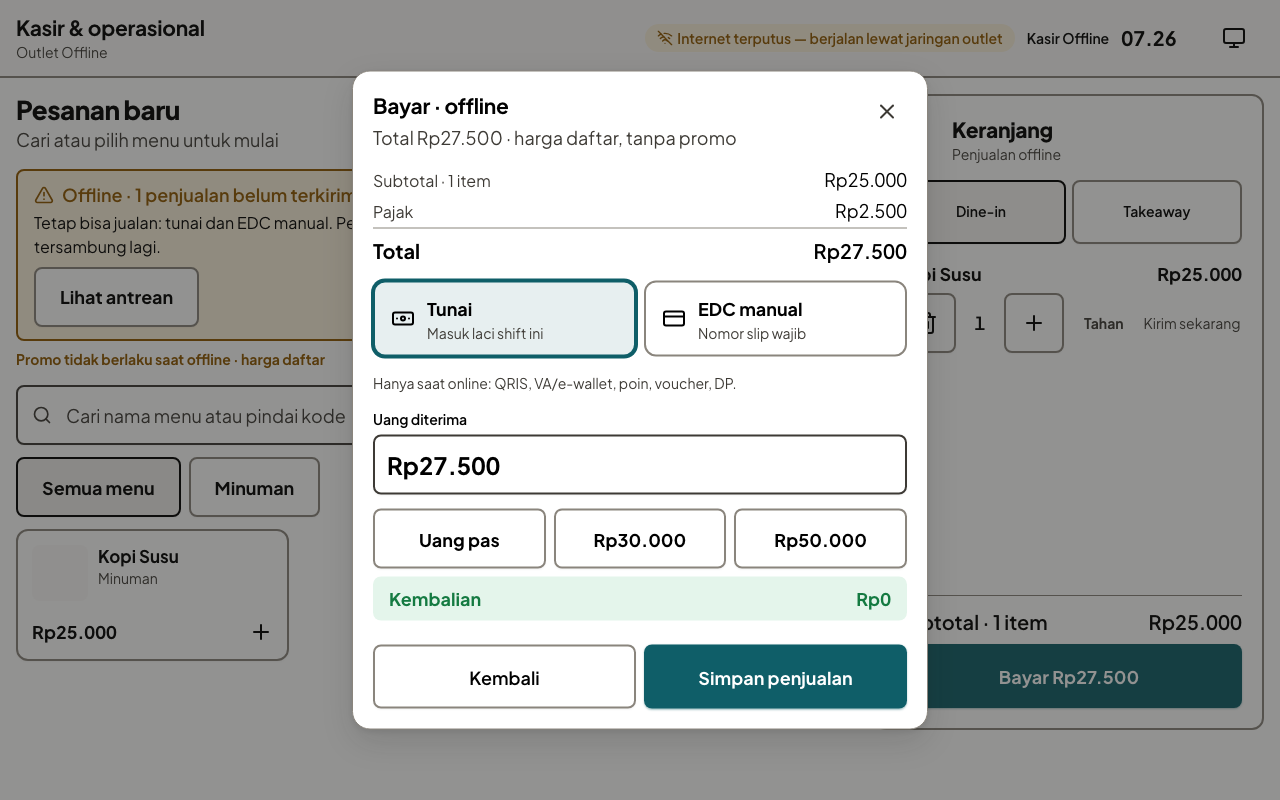 Kasir & operasional
Outlet Offline
Internet terputus — berjalan lewat jaringan outlet
Kasir Offline
07.26
Pesanan baru
Cari atau pilih menu untuk mulai
Offline · 1 penjualan belum terkirim
Tetap bisa jualan: tunai dan EDC manual.
tersambung lagi.
Lihat antrean
Promo tidak berlaku saat offline · harga daftar
Cari nama menu atau pindai kode
Semua menu
Minuman
Kopi Susu
Minuman
Rp25.000
Bayar · offline
Total Rp27.500 · harga daftar, tanpa promo
Subtotal · 1 item
Rp25.000
Pajak
Rp2.500
Total
Rp27.500
Tunai
Masuk laci shift ini
EDC manual
Nomor slip wajib
Hanya saat online: QRIS, VA/e-wallet, poin, voucher, DP.
Uang diterima
Rp27.500
Uang pas
Rp30.000
Rp50.000
Kembalian
Rp0
Kembali
Simpan penjualan
Keranjang
Penjualan offline
Dine-in
Takeaway
Susu
Rp25.000
1
Tahan
Kirim sekarang
· 1 item
Rp25.000
Bayar Rp27.500